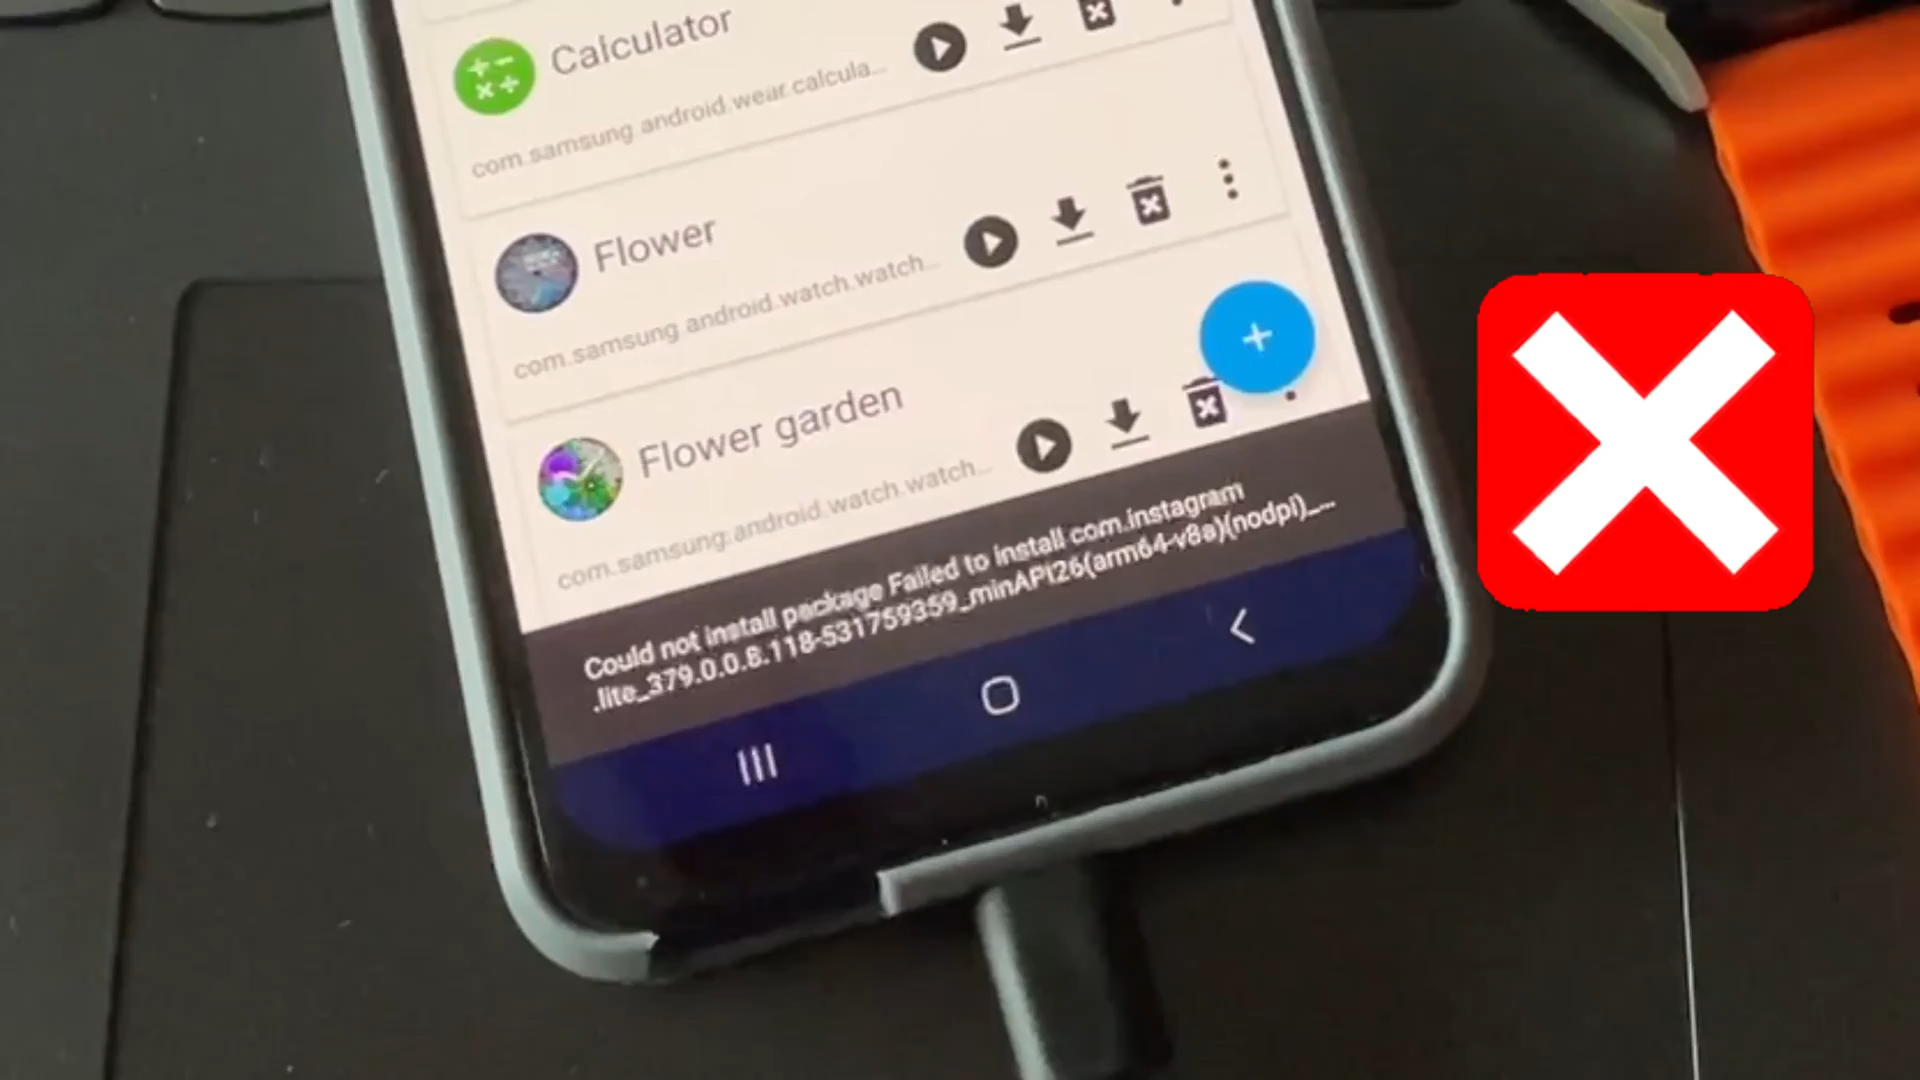 Calculator
com.samsung.android.wear.calcula...
Flower
com.samsung.android.watch.watch...
Flower garden
com.samsung.android.watch.watch...
Could not install package Failed to install com.instagram
.lite_379.0.0.8.118-531759359_minAPI26(arm64-v8a)(nodpi)_...